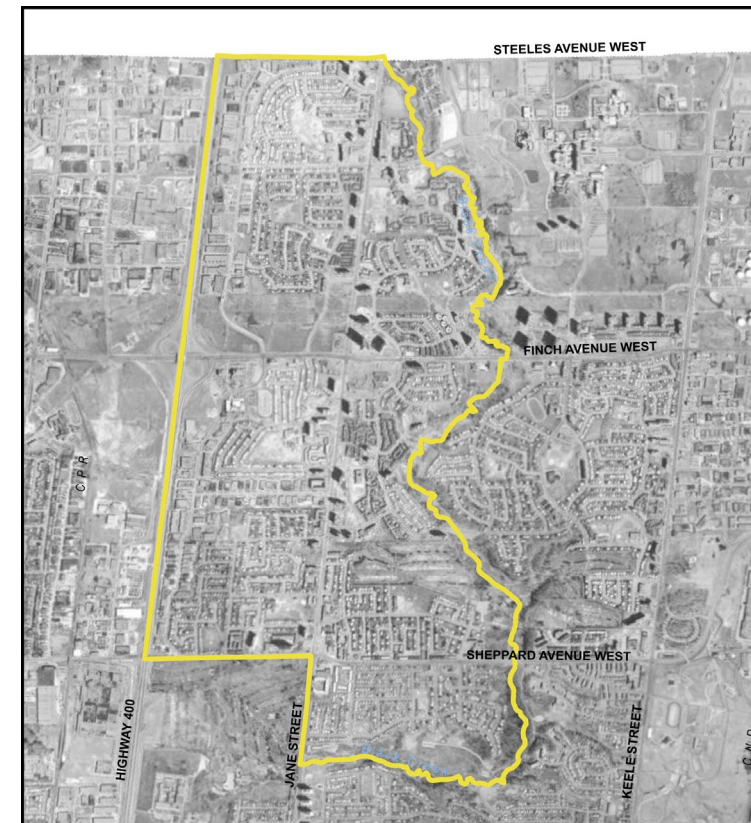 STEELES AVENUE WEST
FINCH AVENUE WEST
C P R
SHEPPARD AVENUE WEST
HIGHWAY 400
JANE STREET
KEELE STREET